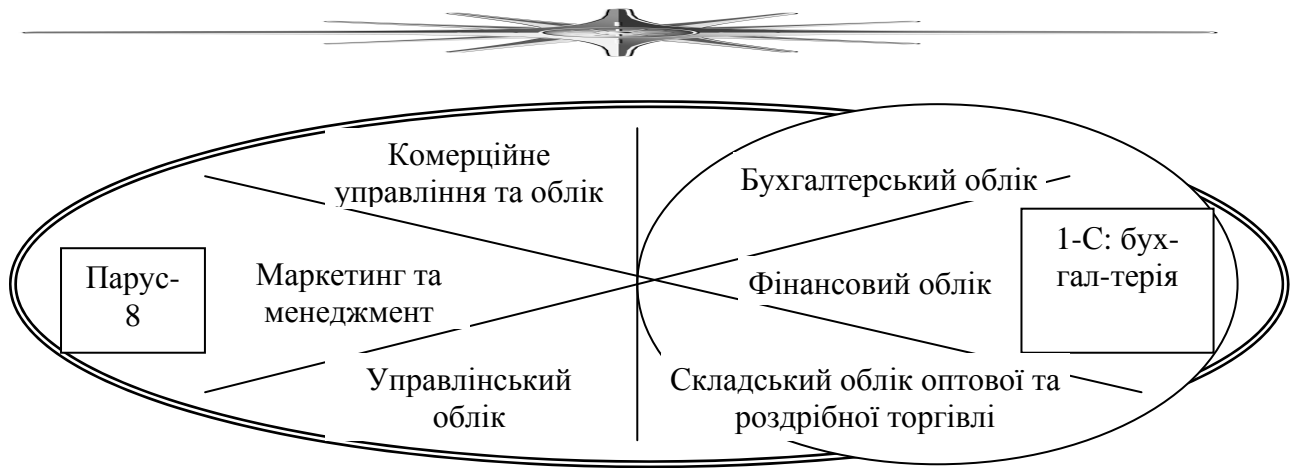 Комерційне
управління та облік
Бухгалтерський облік
Парус-
8
Маркетинг та
менеджмент
Фінансовий облік
1-С: бух-
гал-терія
Управлінський
облік
Складський облік оптової та
роздрібної торгівлі